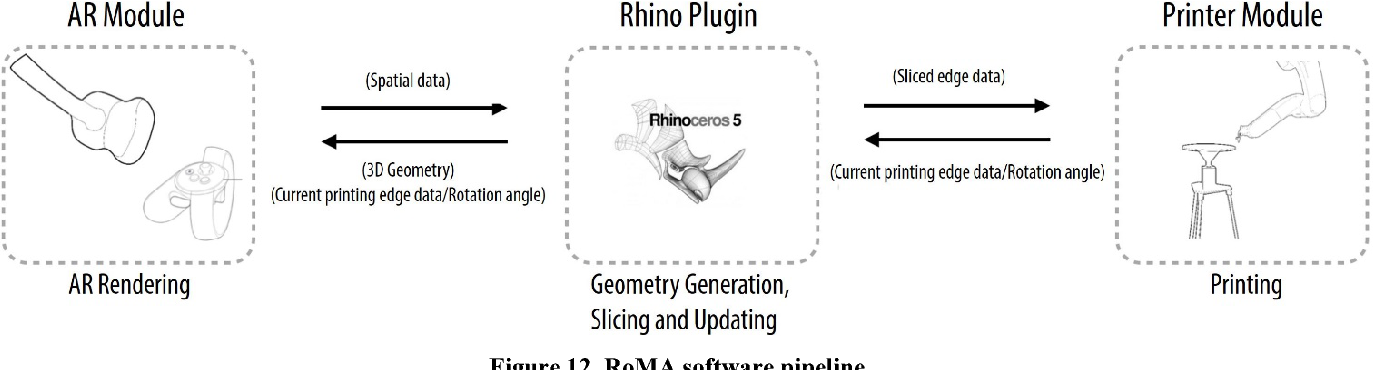 AR Module
Rhino Plugin
Printer Module
(Spatial data)
(3D Geometry)
(Current printing edge data/Rotation angle)
Rhinoceros 5
(Sliced edge data)
(Current printing edge data/Rotation angle)
AR Rendering
Geometry Generation,
Slicing and Updating
Printing
Figure 12. RoMA software pipeline